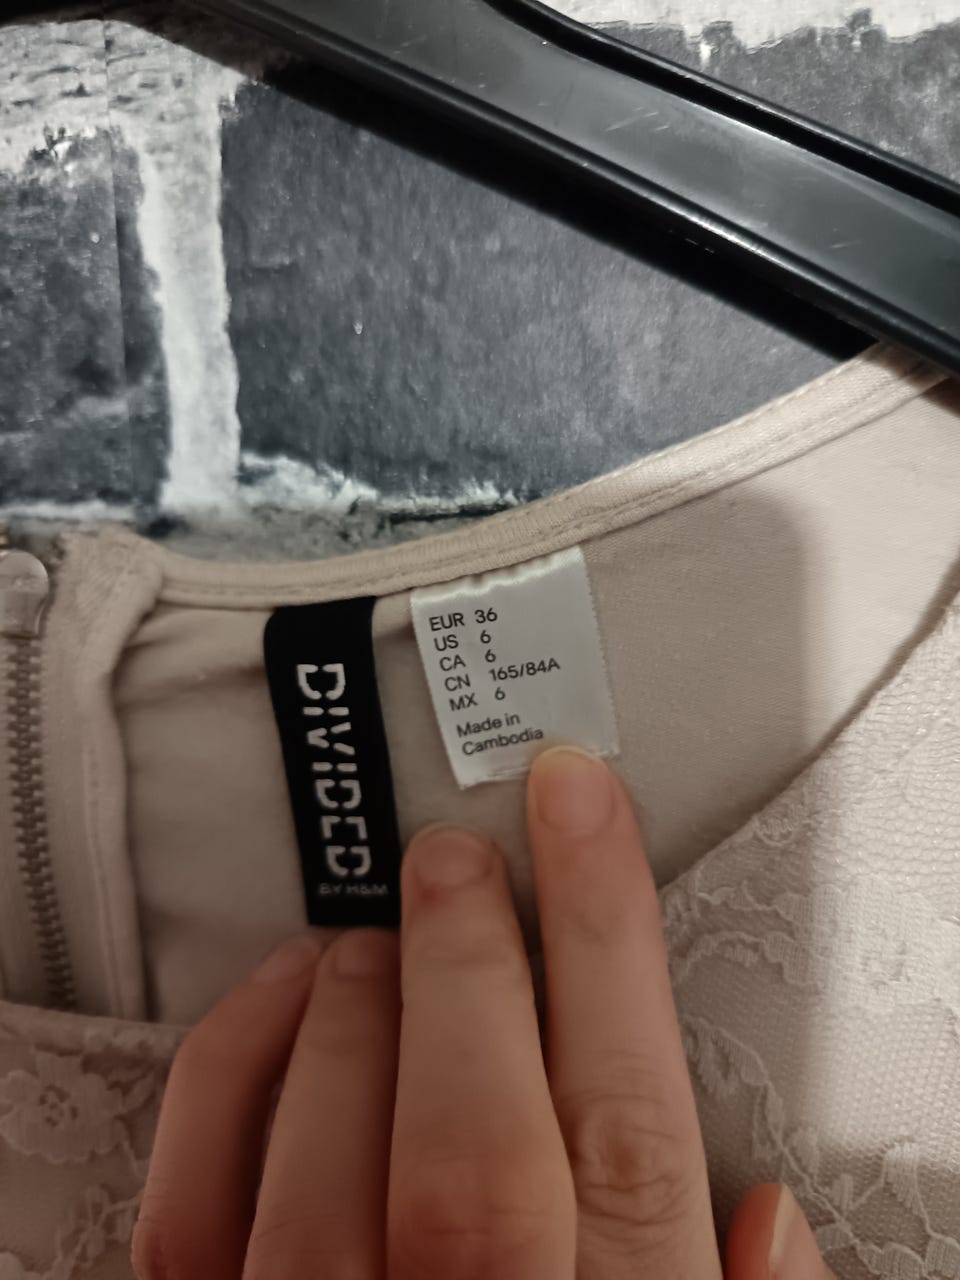 DIVIDED
BY H&M
EUR 36
US 6
CA 6
CN 165/84A
MX 6
Made in
Cambodia